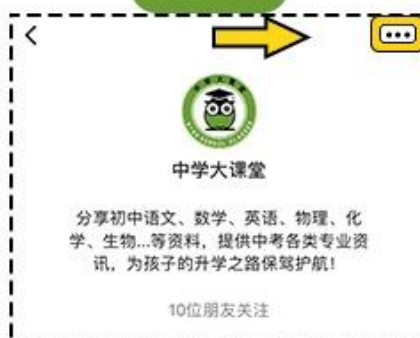 中学大课堂
分享初中语文、数学、英语、物理、化
学、生物...等资料，提供中考各类专业资
讯，为孩子的升学之路保驾护航！
10位朋友关注